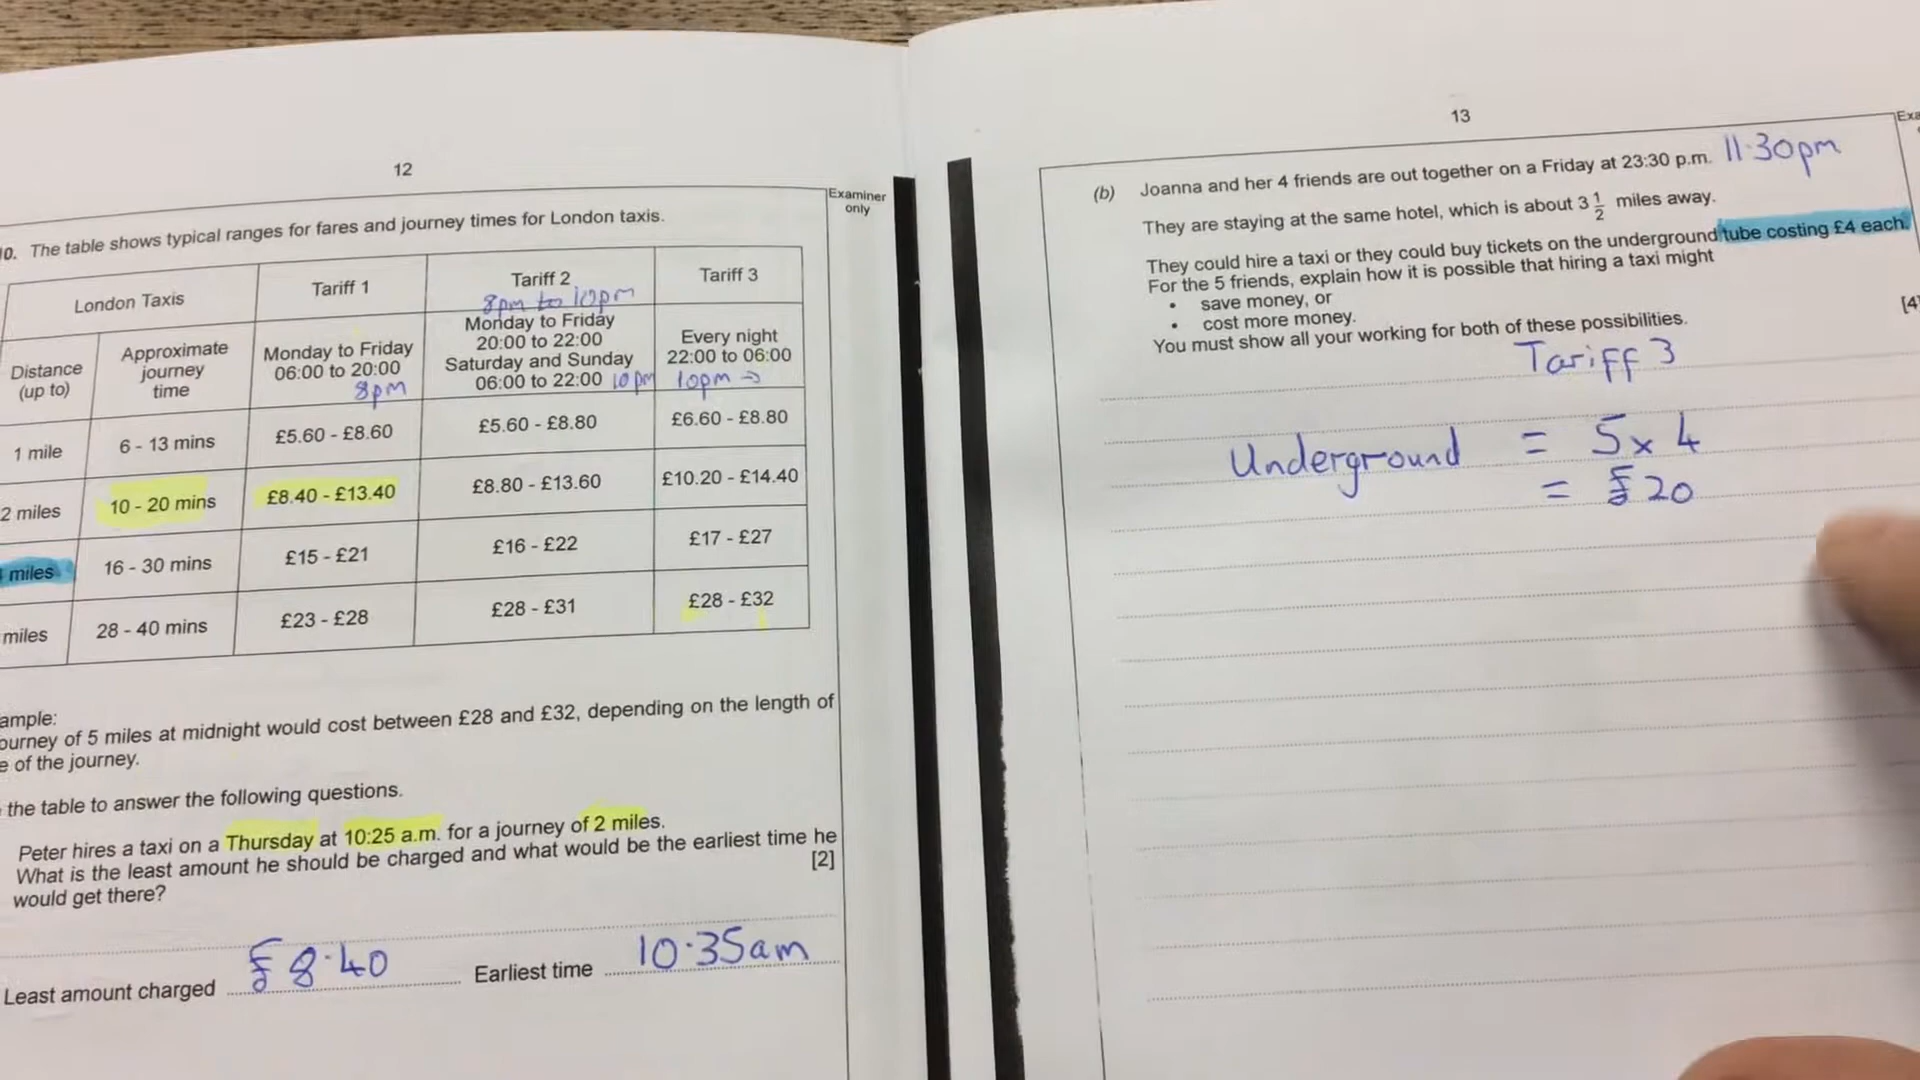 12
Examiner
only
10. The table shows typical ranges for fares and journey times for London taxis.
London Taxis
Tariff 1
Tariff 2
8pm to 10pm
Tariff 3
Distance
(up to)
Approximate
journey
time
Monday to Friday
06:00 to 20:00
8pm
Monday to Friday
20:00 to 22:00
Saturday and Sunday
06:00 to 22:00 10pm
Every night
22:00 to 06:00
10pm →
1 mile 6 - 13 mins £5.60 - £8.60 £5.60 - £8.80 £6.60 - £8.80
2 miles 10 - 20 mins £8.40 - £13.40 £8.80 - £13.60 £10.20 - £14.40
miles 16 - 30 mins £15 - £21 £16 - £22 £17 - £27
miles 28 - 40 mins £23 - £28 £28 - £31 £28 - £32
ample:
ourney of 5 miles at midnight would cost between £28 and £32, depending on the length of
e of the journey.
the table to answer the following questions.
Peter hires a taxi on a Thursday at 10:25 a.m. for a journey of 2 miles.
What is the least amount he should be charged and what would be the earliest time he
would get there?
[2]
Least amount charged £8.40 Earliest time 10.35am
13
Exa
(b) Joanna and her 4 friends are out together on a Friday at 23:30 p.m. 11.30pm
They are staying at the same hotel, which is about 3 1/2 miles away.
They could hire a taxi or they could buy tickets on the underground tube costing £4 each.
For the 5 friends, explain how it is possible that hiring a taxi might
• save money, or
• cost more money.
You must show all your working for both of these possibilities.
[4]
Tariff 3
Underground = 5 x 4
= £20